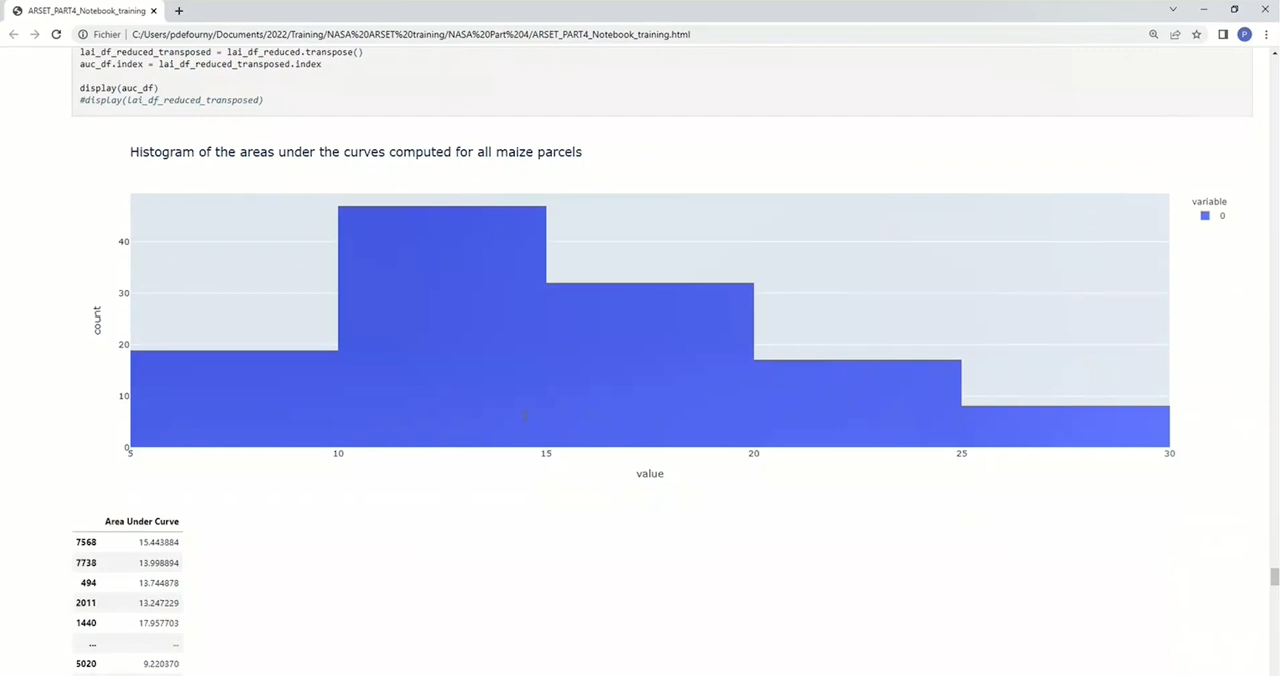 ARSET_PART4_Notebook_training
Fichier C:/Users/pdefourny/Documents/2022/Training/NASA%20ARSET%20training/NASA%20Part%204/ARSET_PART4_Notebook_training.html
P
lai_df_reduced_transposed = lai_df_reduced.transpose()
auc_df.index = lai_df_reduced_transposed.index
display(auc_df)
#display(lai_df_reduced_transposed)
Histogram of the areas under the curves computed for all maize parcels
variable
0
40
30
20
10
0
count
5 10 15 20 25 30
value
Area Under Curve
7568 15.443884
7738 13.998894
494 13.744878
2011 13.247229
1440 17.957703
... ...
5020 9.220370